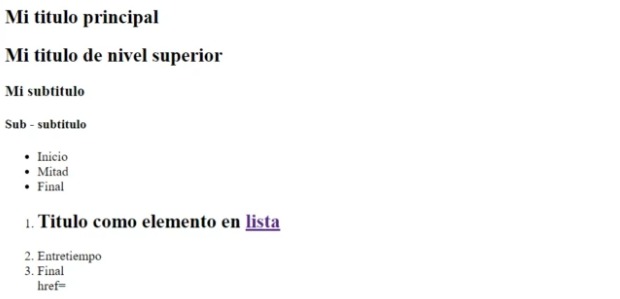 Mi titulo principal
Mi titulo de nivel superior
Mi subtitulo
Sub - subtitulo
• Inicio
• Mitad
• Final
1. Titulo como elemento en lista
2. Entretiempo
3. Final
href=